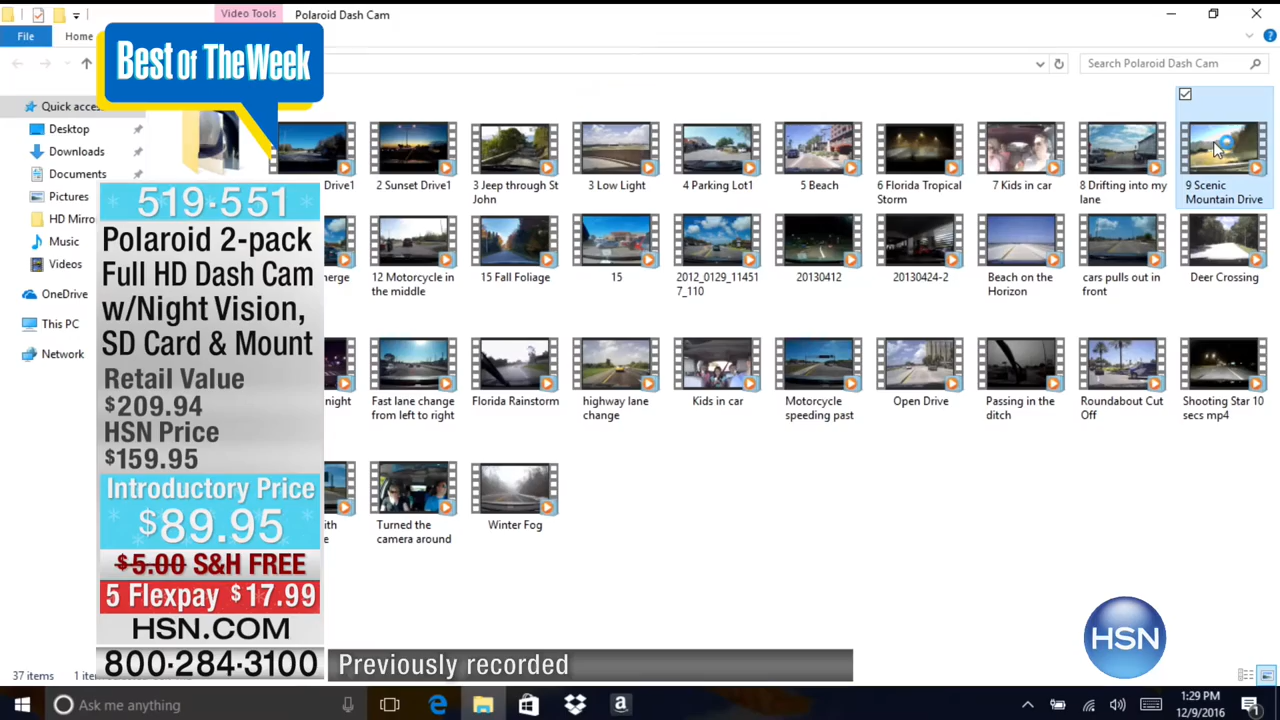 Video Tools
Polaroid Dash Cam
File
Home
Best of The Week
Search Polaroid Dash Cam
Quick acces
Desktop
Downloads
Documents
Pictures
HD Mirro
Music
Videos
OneDrive
This PC
Network
Drive1
2 Sunset Drive1
3 Jeep through St
John
3 Low Light
4 Parking Lot1
5 Beach
6 Florida Tropical
Storm
7 Kids in car
8 Drifting into my
lane
9 Scenic
Mountain Drive
erge
12 Motorcycle in
the middle
15 Fall Foliage
15
2012_0129_11451
7_110
20130412
20130424-2
Beach on the
Horizon
cars pulls out in
front
Deer Crossing
night
Fast lane change
from left to right
Florida Rainstorm
highway lane
change
Kids in car
Motorcycle
speeding past
Open Drive
Passing in the
ditch
Roundabout Cut
Off
Shooting Star 10
secs mp4
ith
e
Turned the
camera around
Winter Fog
519-551
Polaroid 2-pack
Full HD Dash Cam
w/Night Vision,
SD Card & Mount
Retail Value
$209.94
HSN Price
$159.95
Introductory Price
$89.95
$5.00 S&H FREE
5 Flexpay $17.99
HSN.COM
800-284-3100
Previously recorded
HSN
37 items
Ask me anything
1:29 PM
12/9/2016